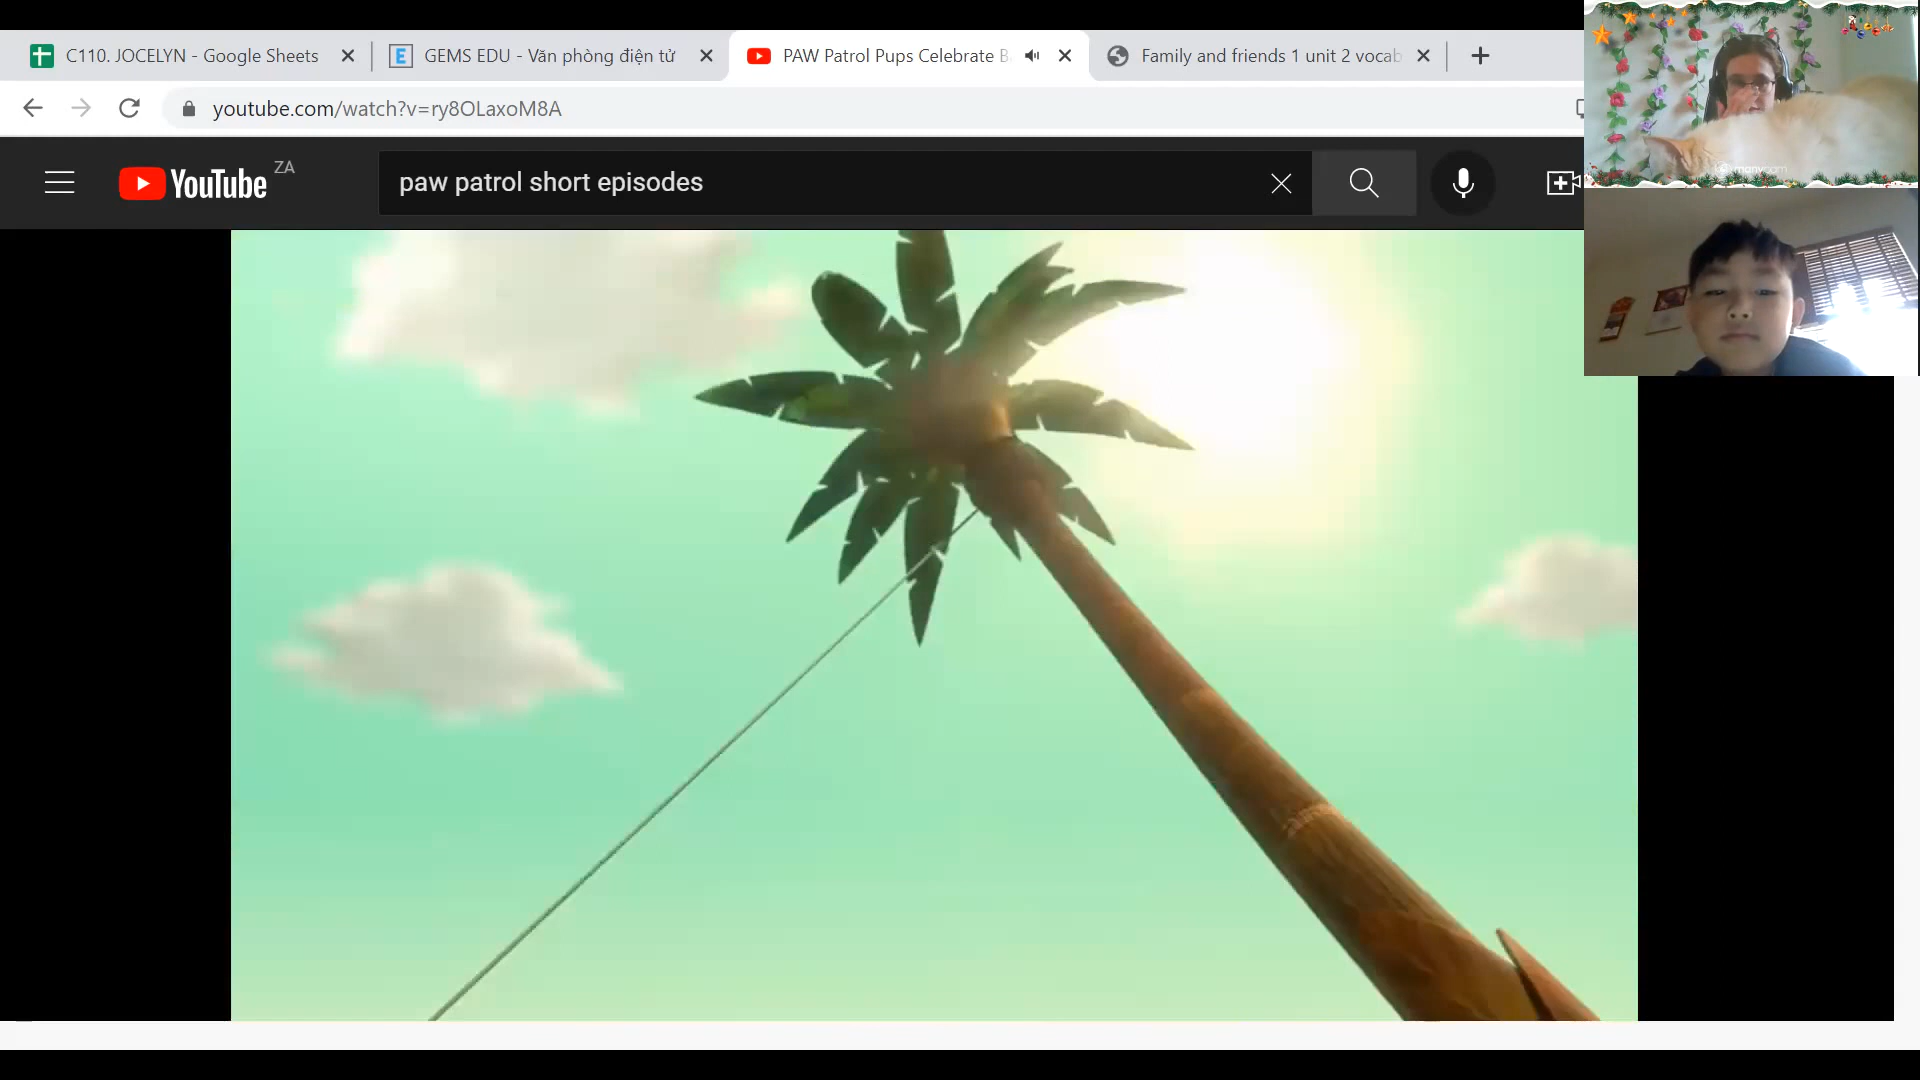 C110. JOCELYN - Google Sheets
GEMS EDU - Văn phòng điện tử
PAW Patrol Pups Celebrate B
Family and friends 1 unit 2 vocab
youtube.com/watch?v=ry8OLaxoM8A
YouTube ZA
paw patrol short episodes
manycam